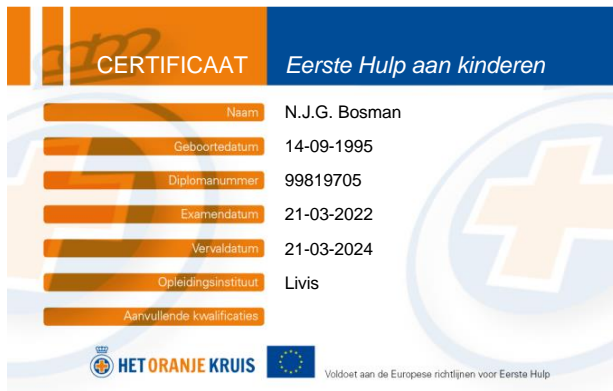 CERTIFICAAT Eerste Hulp aan kinderen
Naam N.J.G. Bosman
Geboortedatum 14-09-1995
Diplomanummer 99819705
Examendatum 21-03-2022
Vervaldatum 21-03-2024
Opleidingsinstituut Livis
Aanvullende kwalificaties
HET ORANJE KRUIS Voldoet aan de Europese richtlijnen voor Eerste Hulp